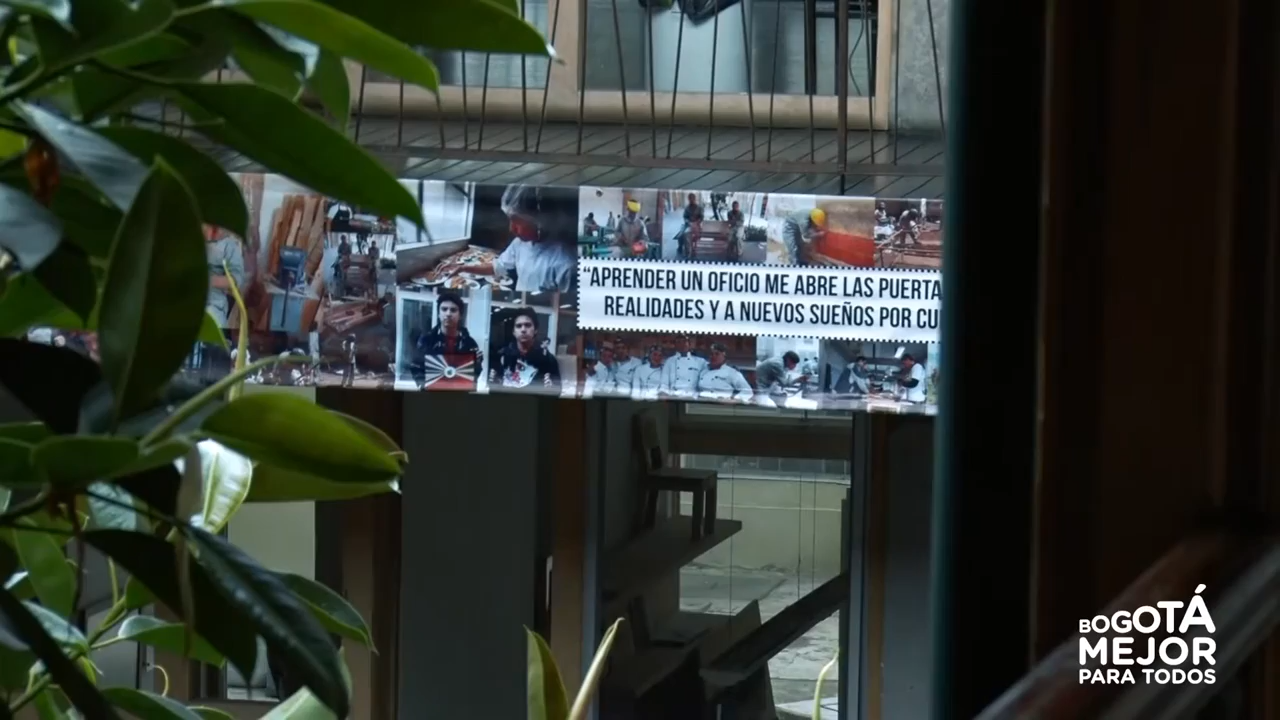 “APRENDER UN OFICIO ME ABRE LAS PUERTA
REALIDADES Y A NUEVOS SUEÑOS POR CU
BOGOTÁ
MEJOR
PARA TODOS